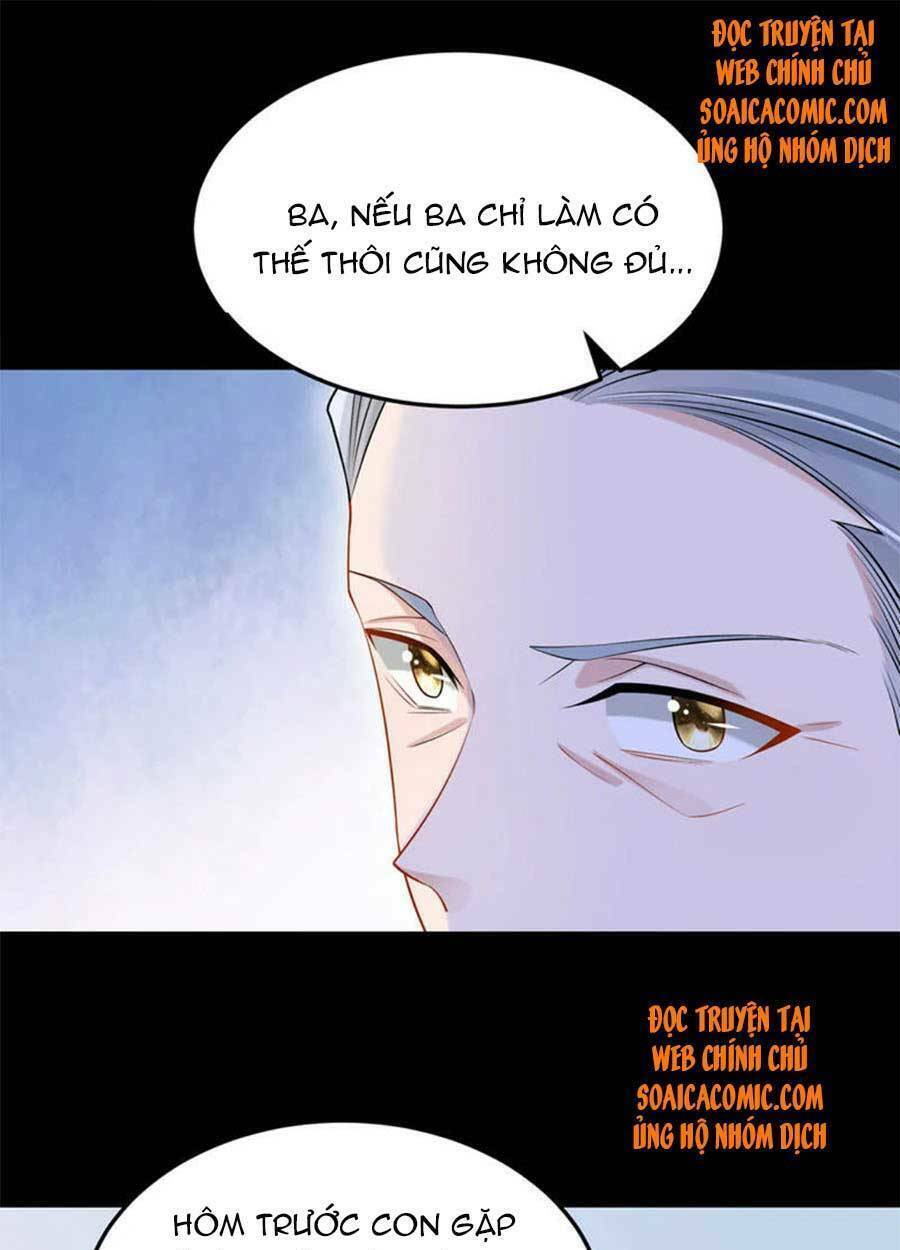 ĐỌC TRUYỆN TẠI
WEB CHÍNH CHỦ
SOAICACOMIC.COM
ỦNG HỘ NHÓM DỊCH
BA, NẾU BA CHỈ LÀM CÓ
THẾ THÔI CŨNG KHÔNG ĐỦ...
ĐỌC TRUYỆN TẠI
WEB CHÍNH CHỦ
SOAICACOMIC.COM
ỦNG HỘ NHÓM DỊCH
HÔM TRƯỚC CON GẶP